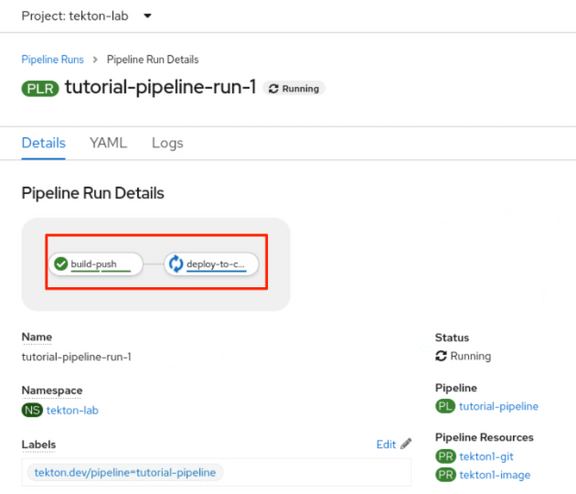 Project: tekton-lab
Pipeline Runs > Pipeline Run Details
PLR tutorial-pipeline-run-1 Running
Details YAML Logs
Pipeline Run Details
build-push deploy-to-c...
Name
tutorial-pipeline-run-1
Namespace
NS tekton-lab
Labels Edit
tekton.dev/pipeline=tutorial-pipeline
Status
Running
Pipeline
PL tutorial-pipeline
Pipeline Resources
PR tekton1-git
PR tekton1-image